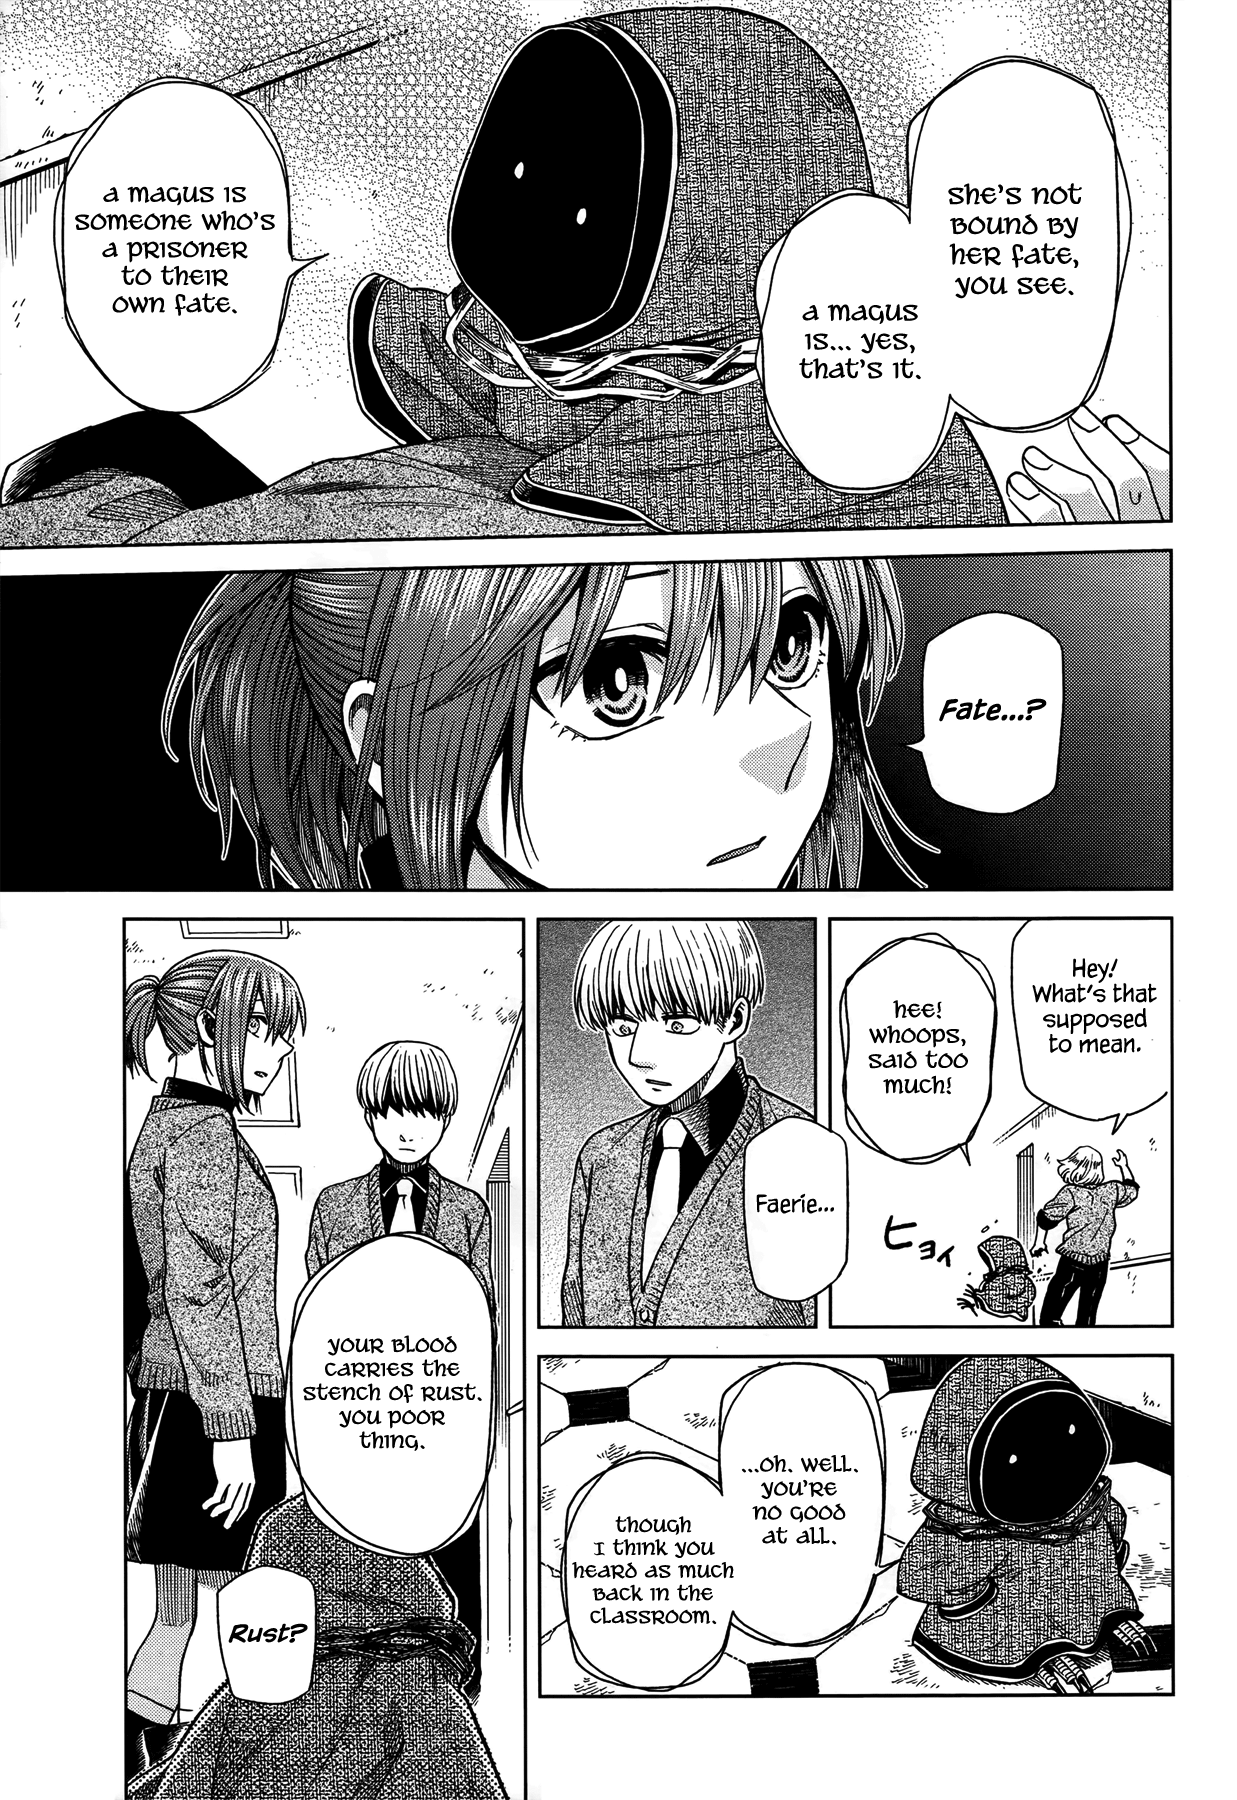 SHE'S NOT
BOUND BY
HER FATE,
YOU SEE.
A MAGUS
IS... YES,
THAT'S IT.
A MAGUS IS
SOMEONE WHO'S
A PRISONER
TO THEIR
OWN FATE.
Fate...?
Hey!
What's that
supposed
to mean.
HEE!
WHOOPS,
SAID TOO
MUCH!
ヒョイ
Faerie...
...OH. WELL.
YOU'RE
NO GOOD
AT ALL.
THOUGH
I THINK YOU
HEARD AS MUCH
BACK IN THE
CLASSROOM.
YOUR BLOOD
CARRIES THE
STENCH OF RUST.
YOU POOR
THING.
Rust?